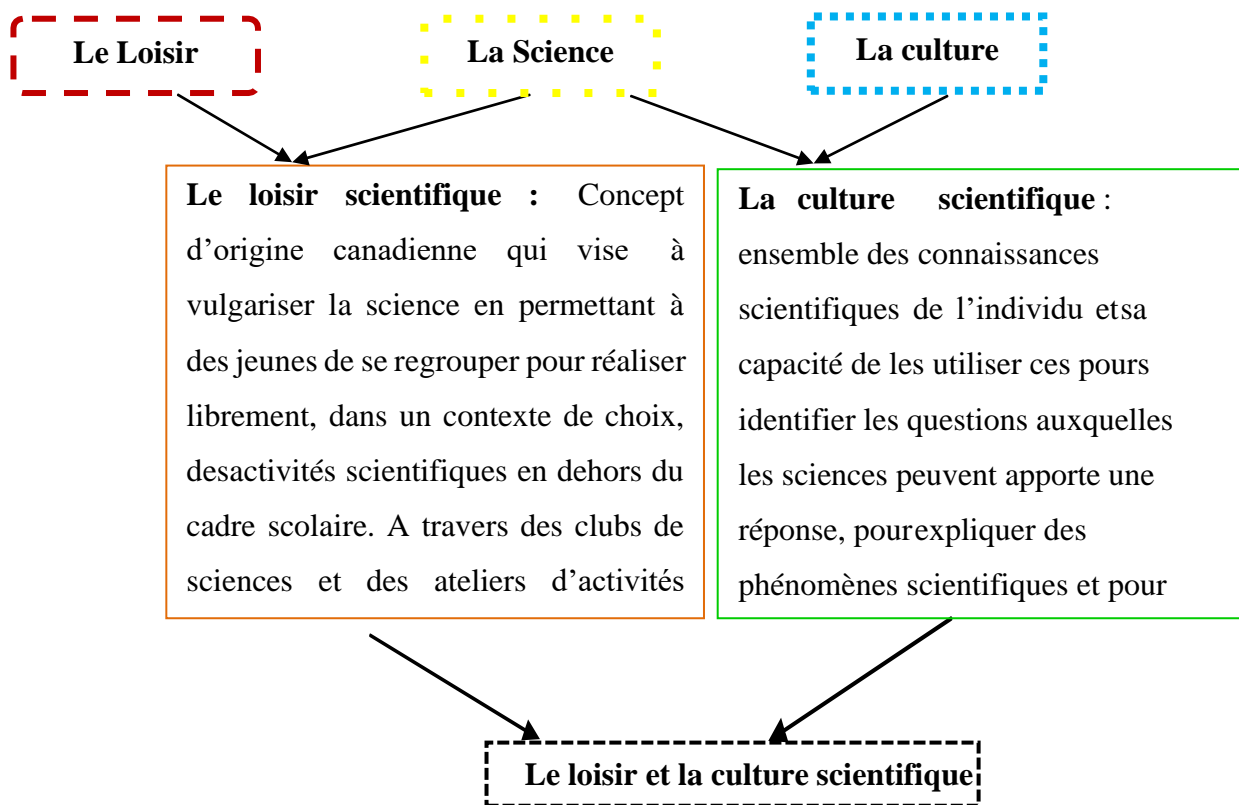 Le Loisir
La Science
La culture
Le loisir scientifique : Concept
d’origine canadienne qui vise à
vulgariser la science en permettant à
des jeunes de se regrouper pour réaliser
librement, dans un contexte de choix,
desactivités scientifiques en dehors du
cadre scolaire. A travers des clubs de
sciences et des ateliers d’activités
La culture scientifique :
ensemble des connaissances
scientifiques de l’individu etsa
capacité de les utiliser ces pours
identifier les questions auxquelles
les sciences peuvent apporte une
réponse, pourexpliquer des
phénomènes scientifiques et pour
Le loisir et la culture scientifique